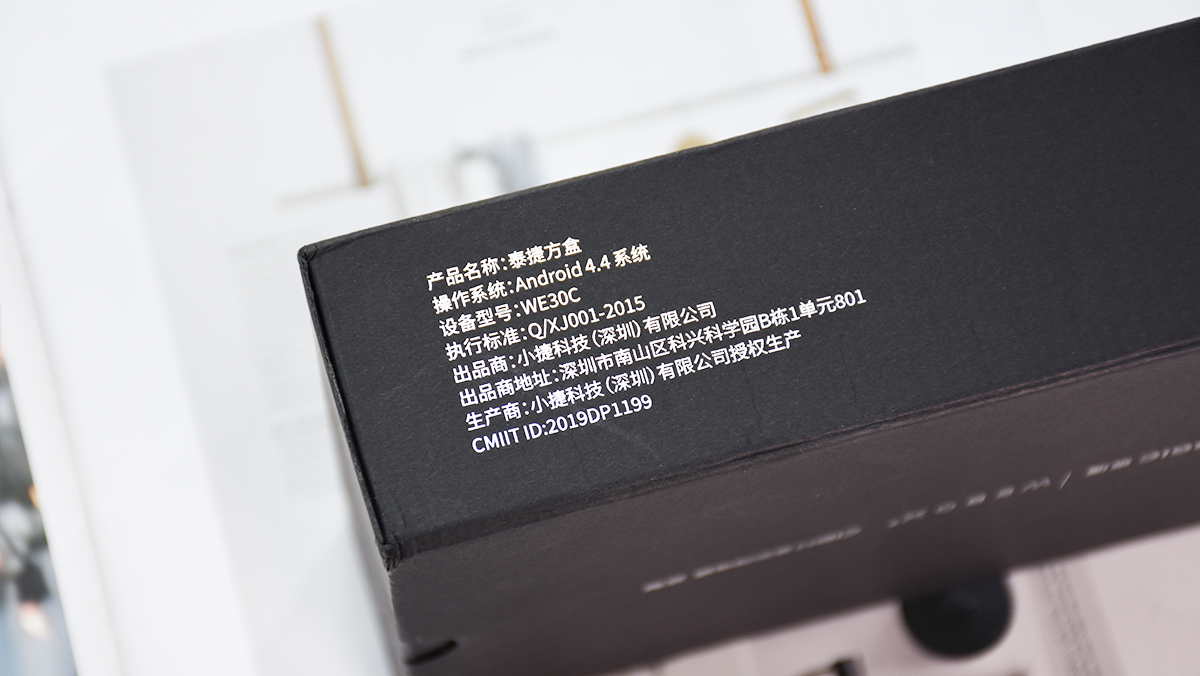 产品名称:泰捷方盒
操作系统:Android 4.4 系统
设备型号:WE30C
执行标准:Q/XJ001-2015
出品商:小捷科技(深圳)有限公司
出品商地址:深圳市南山区科兴科学园B栋1单元801
生产商:小捷科技(深圳)有限公司授权生产
CMIIT ID:2019DP1199